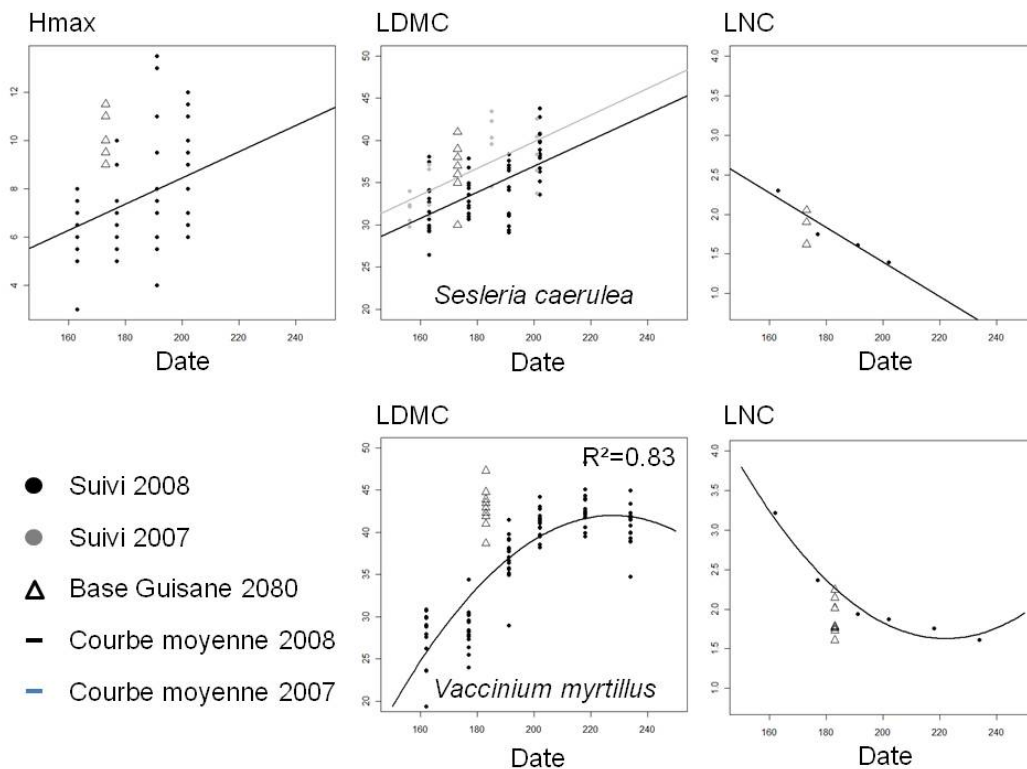 Hmax
12
10
8
6
4
160 180 200 220 240
Date
LDMC
50
45
40
35
30
25
20
Sesleria caerulea
160 180 200 220 240
Date
LNC
4.0
3.5
3.0
2.5
2.0
1.5
1.0
160 180 200 220 240
Date
Suivi 2008
Suivi 2007
Base Guisane 2080
Courbe moyenne 2008
Courbe moyenne 2007
LDMC
R²=0.83
50
45
40
35
30
25
20
Vaccinium myrtillus
160 180 200 220 240
Date
LNC
4.0
3.5
3.0
2.5
2.0
1.5
1.0
160 180 200 220 240
Date